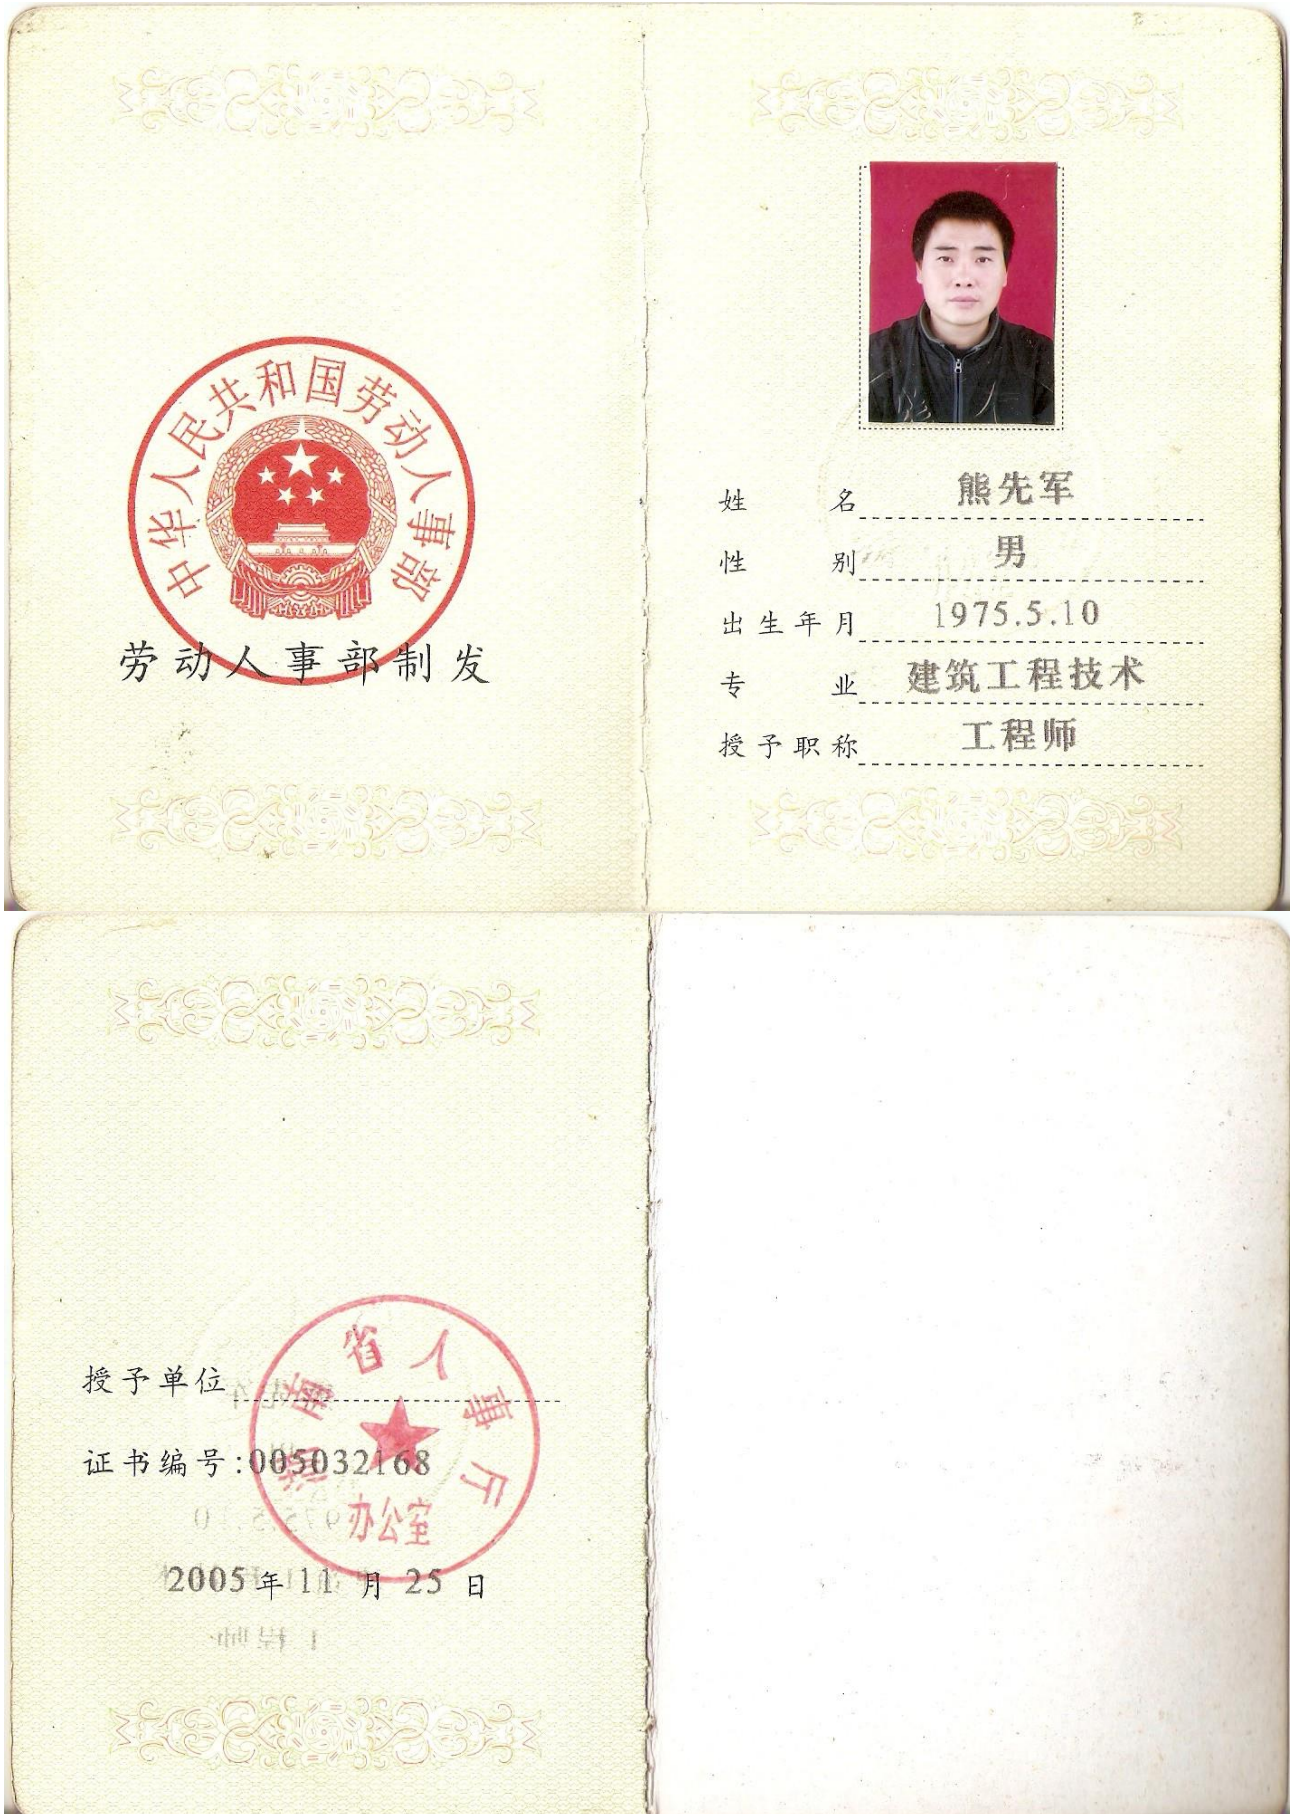 中华人民共和国劳动人事部
劳动人事部制发
姓名 熊先军
性别 男
出生年月 1975.5.10
专业 建筑工程技术
授予职称 工程师
授予单位
湖南省人事厅
证书编号:005032168
办公室
2005年11月25日